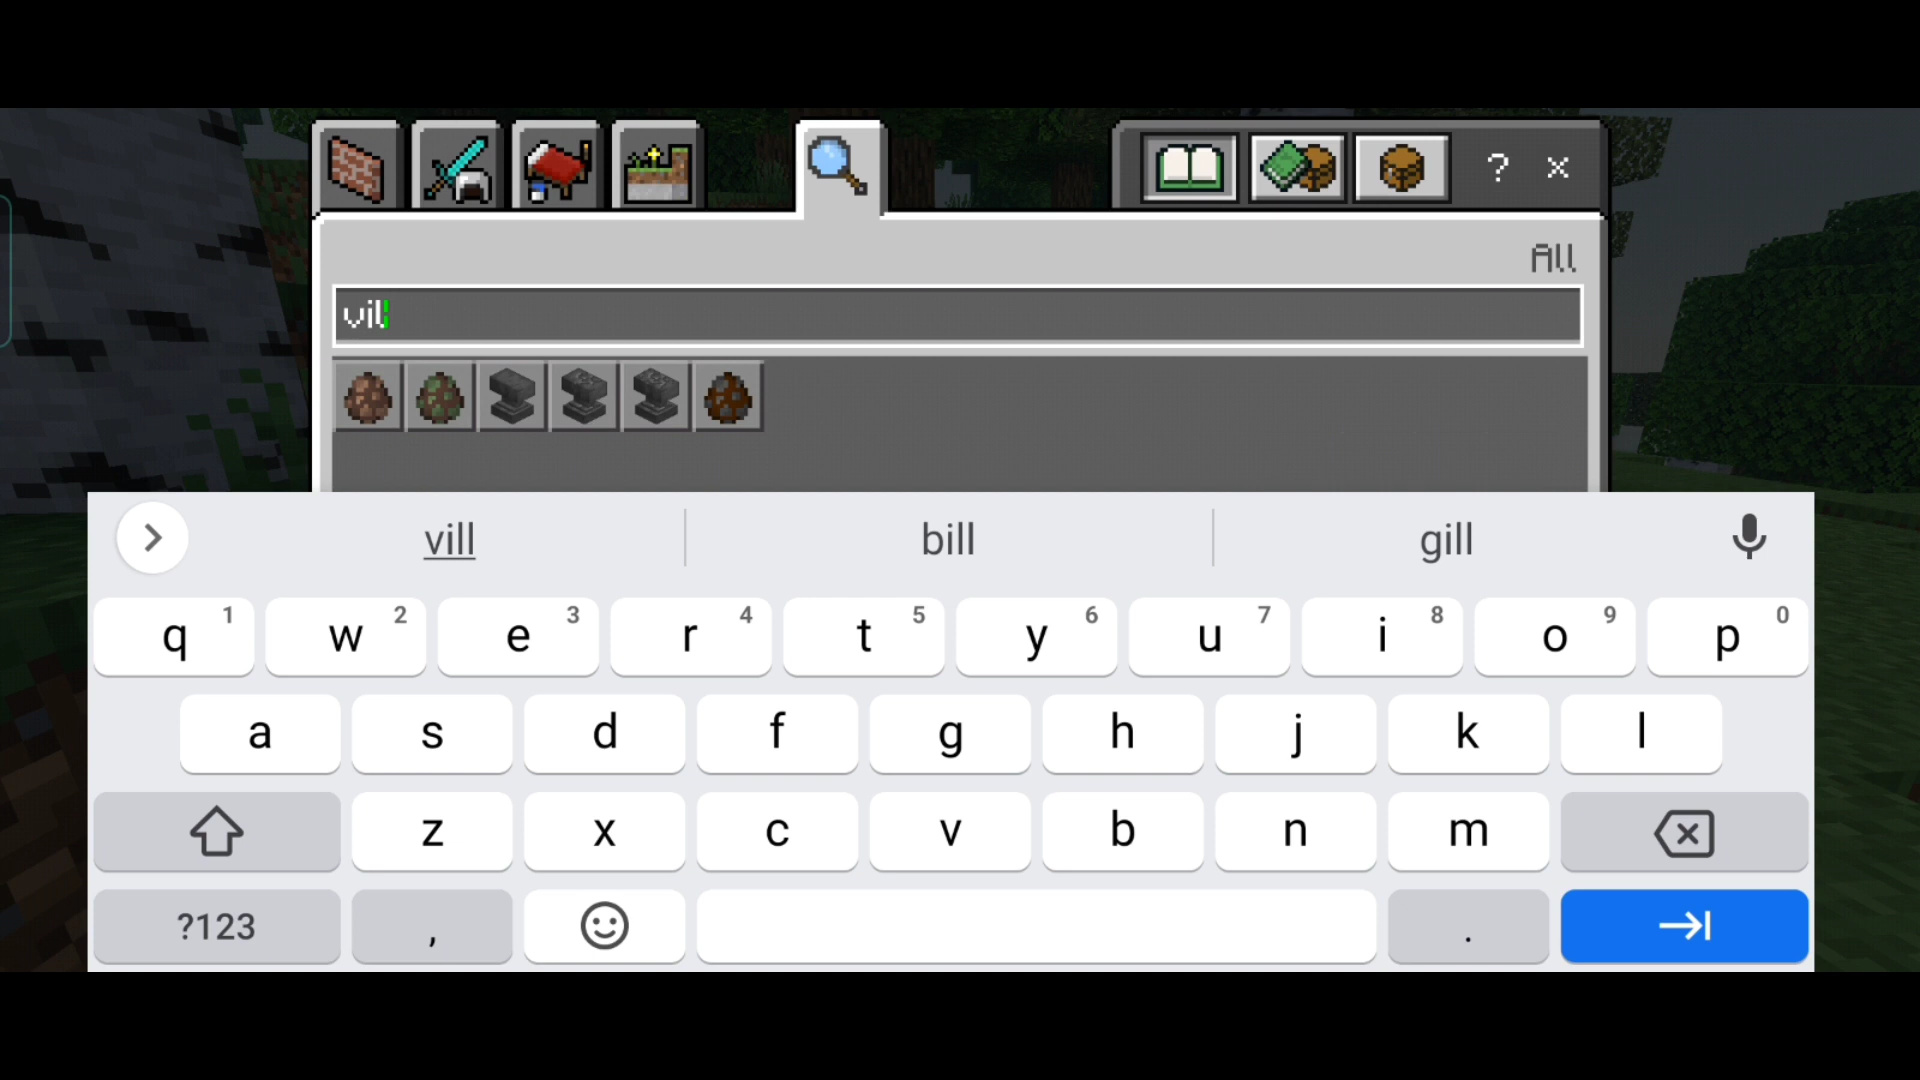 ? ×
All
vil
vill bill gill
q 1 w 2 e 3 r 4 t 5 y 6 u 7 i 8 o 9 p 0
a s d f g h j k l
z x c v b n m
?123 , .